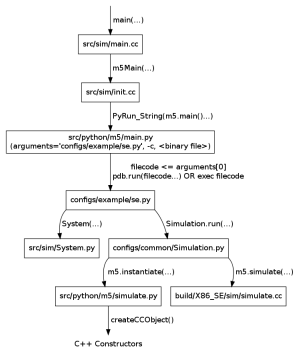 main(...)
src/sim/main.cc
m5Main(...)
src/sim/init.cc
PyRun_String(m5.main()...)
src/python/m5/main.py
(arguments='configs/example/se.py', -c, <binary file>)
filecode <= arguments[0]
pdb.run(filecode...) OR exec filecode
configs/example/se.py
System(...)
Simulation.run(...)
src/sim/System.py
configs/common/Simulation.py
m5.instantiate(...)
m5.simulate(...)
src/python/m5/simulate.py
build/X86_SE/sim/simulate.cc
createCCObject()
C++ Constructors